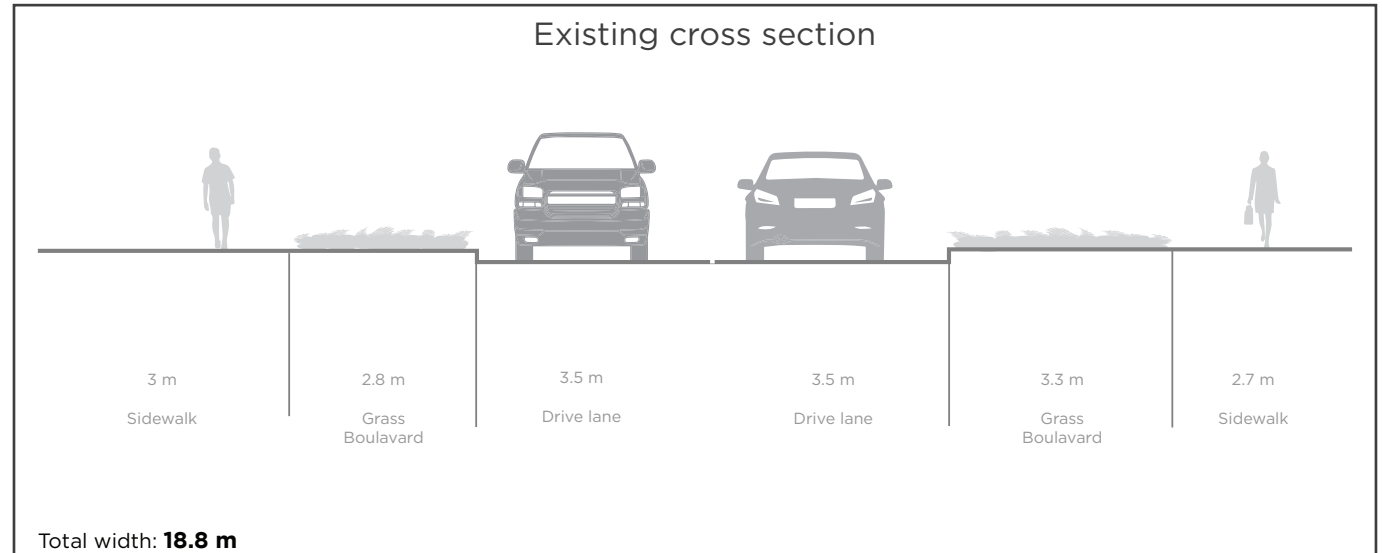 Existing cross section
3 m
Sidewalk
2.8 m
Grass
Boulavard
3.5 m
Drive lane
3.5 m
Drive lane
3.3 m
Grass
Boulavard
2.7 m
Sidewalk
Total width: 18.8 m